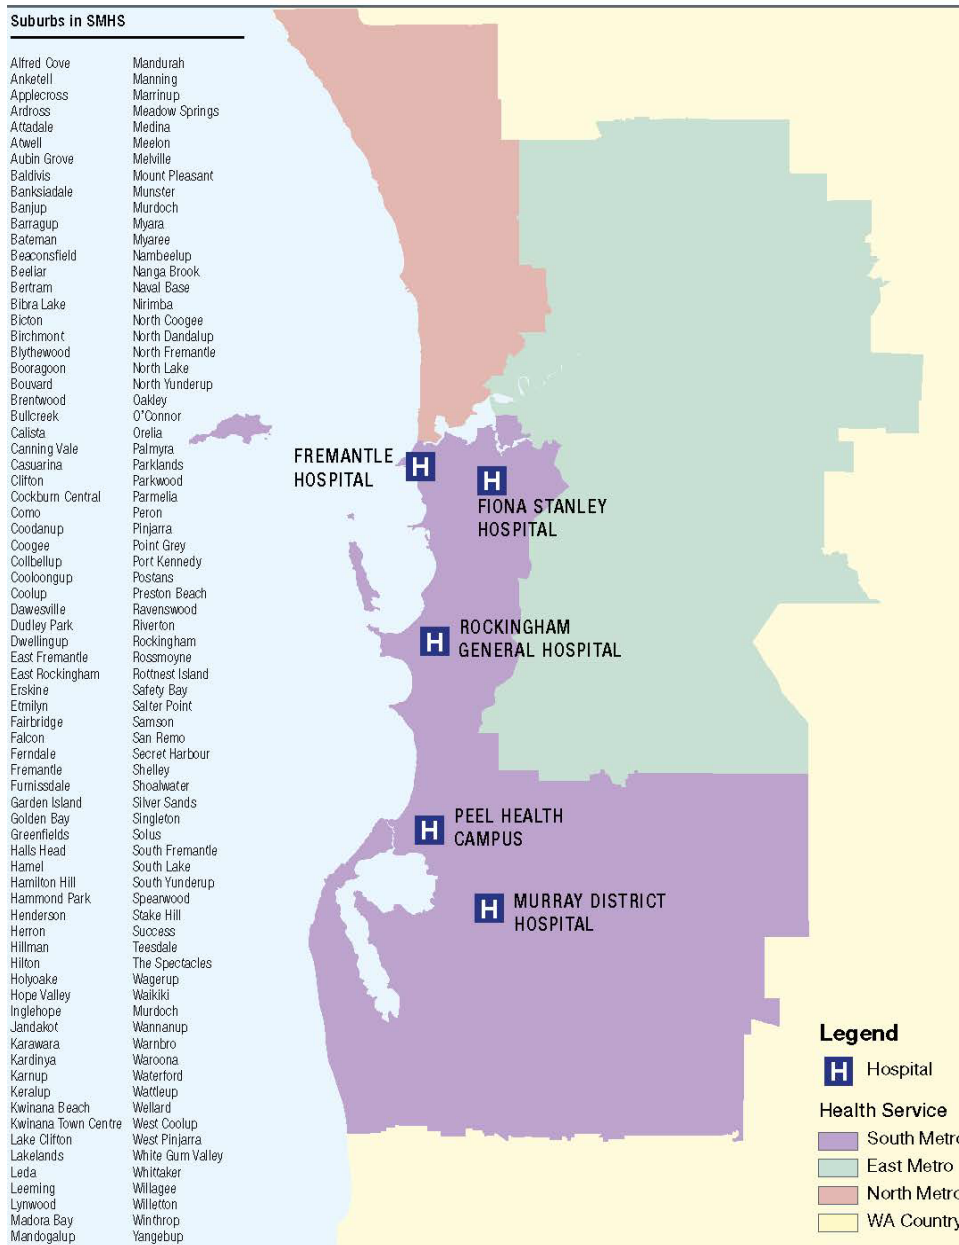 Suburbs in SMHS
Alfred Cove
Anketell
Applecross
Ardross
Attadale
Atwell
Aubin Grove
Baldivis
Banksiadale
Banjup
Barragup
Bateman
Beaconsfield
Beeliar
Bertram
Bibra Lake
Bicton
Birchmont
Blythewood
Booragoon
Bouvard
Brentwood
Bullcreek
Calista
Canning Vale
Casuarina
Clifton
Cockburn Central
Como
Coodanup
Coogee
Collbellup
Cooloongup
Coolup
Dawesville
Dudley Park
Dwellingup
East Fremantle
East Rockingham
Erskine
Etmilyn
Fairbridge
Falcon
Ferndale
Fremantle
Furnissdale
Garden Island
Golden Bay
Greenfields
Halls Head
Hamel
Hamilton Hill
Hammond Park
Henderson
Herron
Hillman
Hilton
Holyoake
Hope Valley
Inglehope
Jandakot
Karawara
Kardinya
Karnup
Keralup
Kwinana Beach
Kwinana Town Centre
Lake Clifton
Lakelands
Leda
Leeming
Lynwood
Madora Bay
Mandogalup
Mandurah
Manning
Marrinup
Meadow Springs
Medina
Meelon
Melville
Mount Pleasant
Munster
Murdoch
Myara
Myaree
Nambeelup
Nanga Brook
Naval Base
Nirimba
North Coogee
North Dandalup
North Fremantle
North Lake
North Yunderup
Oakley
O'Connor
Orelia
Palmyra
Parklands
Parkwood
Parmelia
Peron
Pinjarra
Point Grey
Port Kennedy
Postans
Preston Beach
Ravenswood
Riverton
Rockingham
Rossmoyne
Rottnest Island
Safety Bay
Salter Point
Samson
San Remo
Secret Harbour
Shelley
Shoalwater
Silver Sands
Singleton
Solus
South Fremantle
South Lake
South Yunderup
Spearwood
Stake Hill
Success
Teesdale
The Spectacles
Wagerup
Waikiki
Murdoch
Wannanup
Warnbro
Waroona
Waterford
Wattleup
Wellard
West Coolup
West Pinjarra
White Gum Valley
Whittaker
Willagee
Willetton
Winthrop
Yangebup
FREMANTLE
HOSPITAL
H
H
FIONA STANLEY
HOSPITAL
H
ROCKINGHAM
GENERAL HOSPITAL
H
PEEL HEALTH
CAMPUS
H
MURRAY DISTRICT
HOSPITAL
Legend
H Hospital
Health Service
South Metro
East Metro
North Metro
WA Country